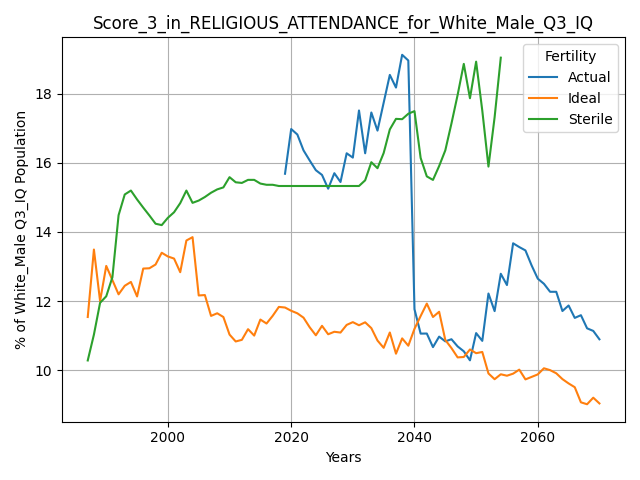 Score_3_in_RELIGIOUS_ATTENDANCE_for_White_Male_Q3_IQ
% of White_Male Q3_IQ Population
18
16
14
12
10
Fertility
Actual
Ideal
Sterile
2000
2020
2040
2060
Years